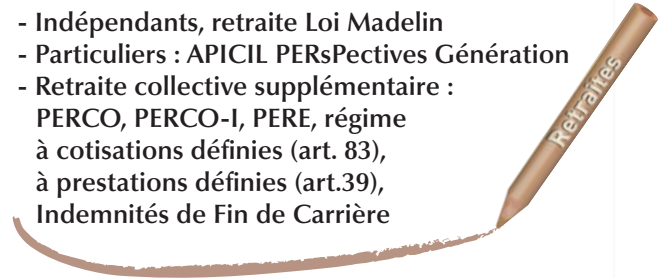 - Indépendants, retraite Loi Madelin
- Particuliers : APICIL PERsPectives Génération
- Retraite collective supplémentaire :
PERCO, PERCO-I, PERE, régime
à cotisations définies (art. 83),
à prestations définies (art.39),
Indemnités de Fin de Carrière
Retraites